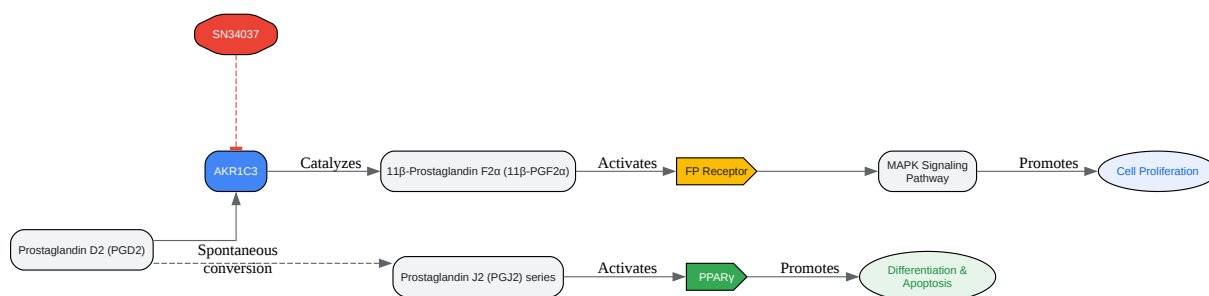 SN34037
AKR1C3
Catalyzes
11β-Prostaglandin F2α (11β-PGF2α)
Activates
FP Receptor
MAPK Signaling
Pathway
Promotes
Cell Proliferation
Prostaglandin D2 (PGD2)
Spontaneous
conversion
Prostaglandin J2 (PGJ2) series
Activates
PPARγ
Promotes
Differentiation &
Apoptosis